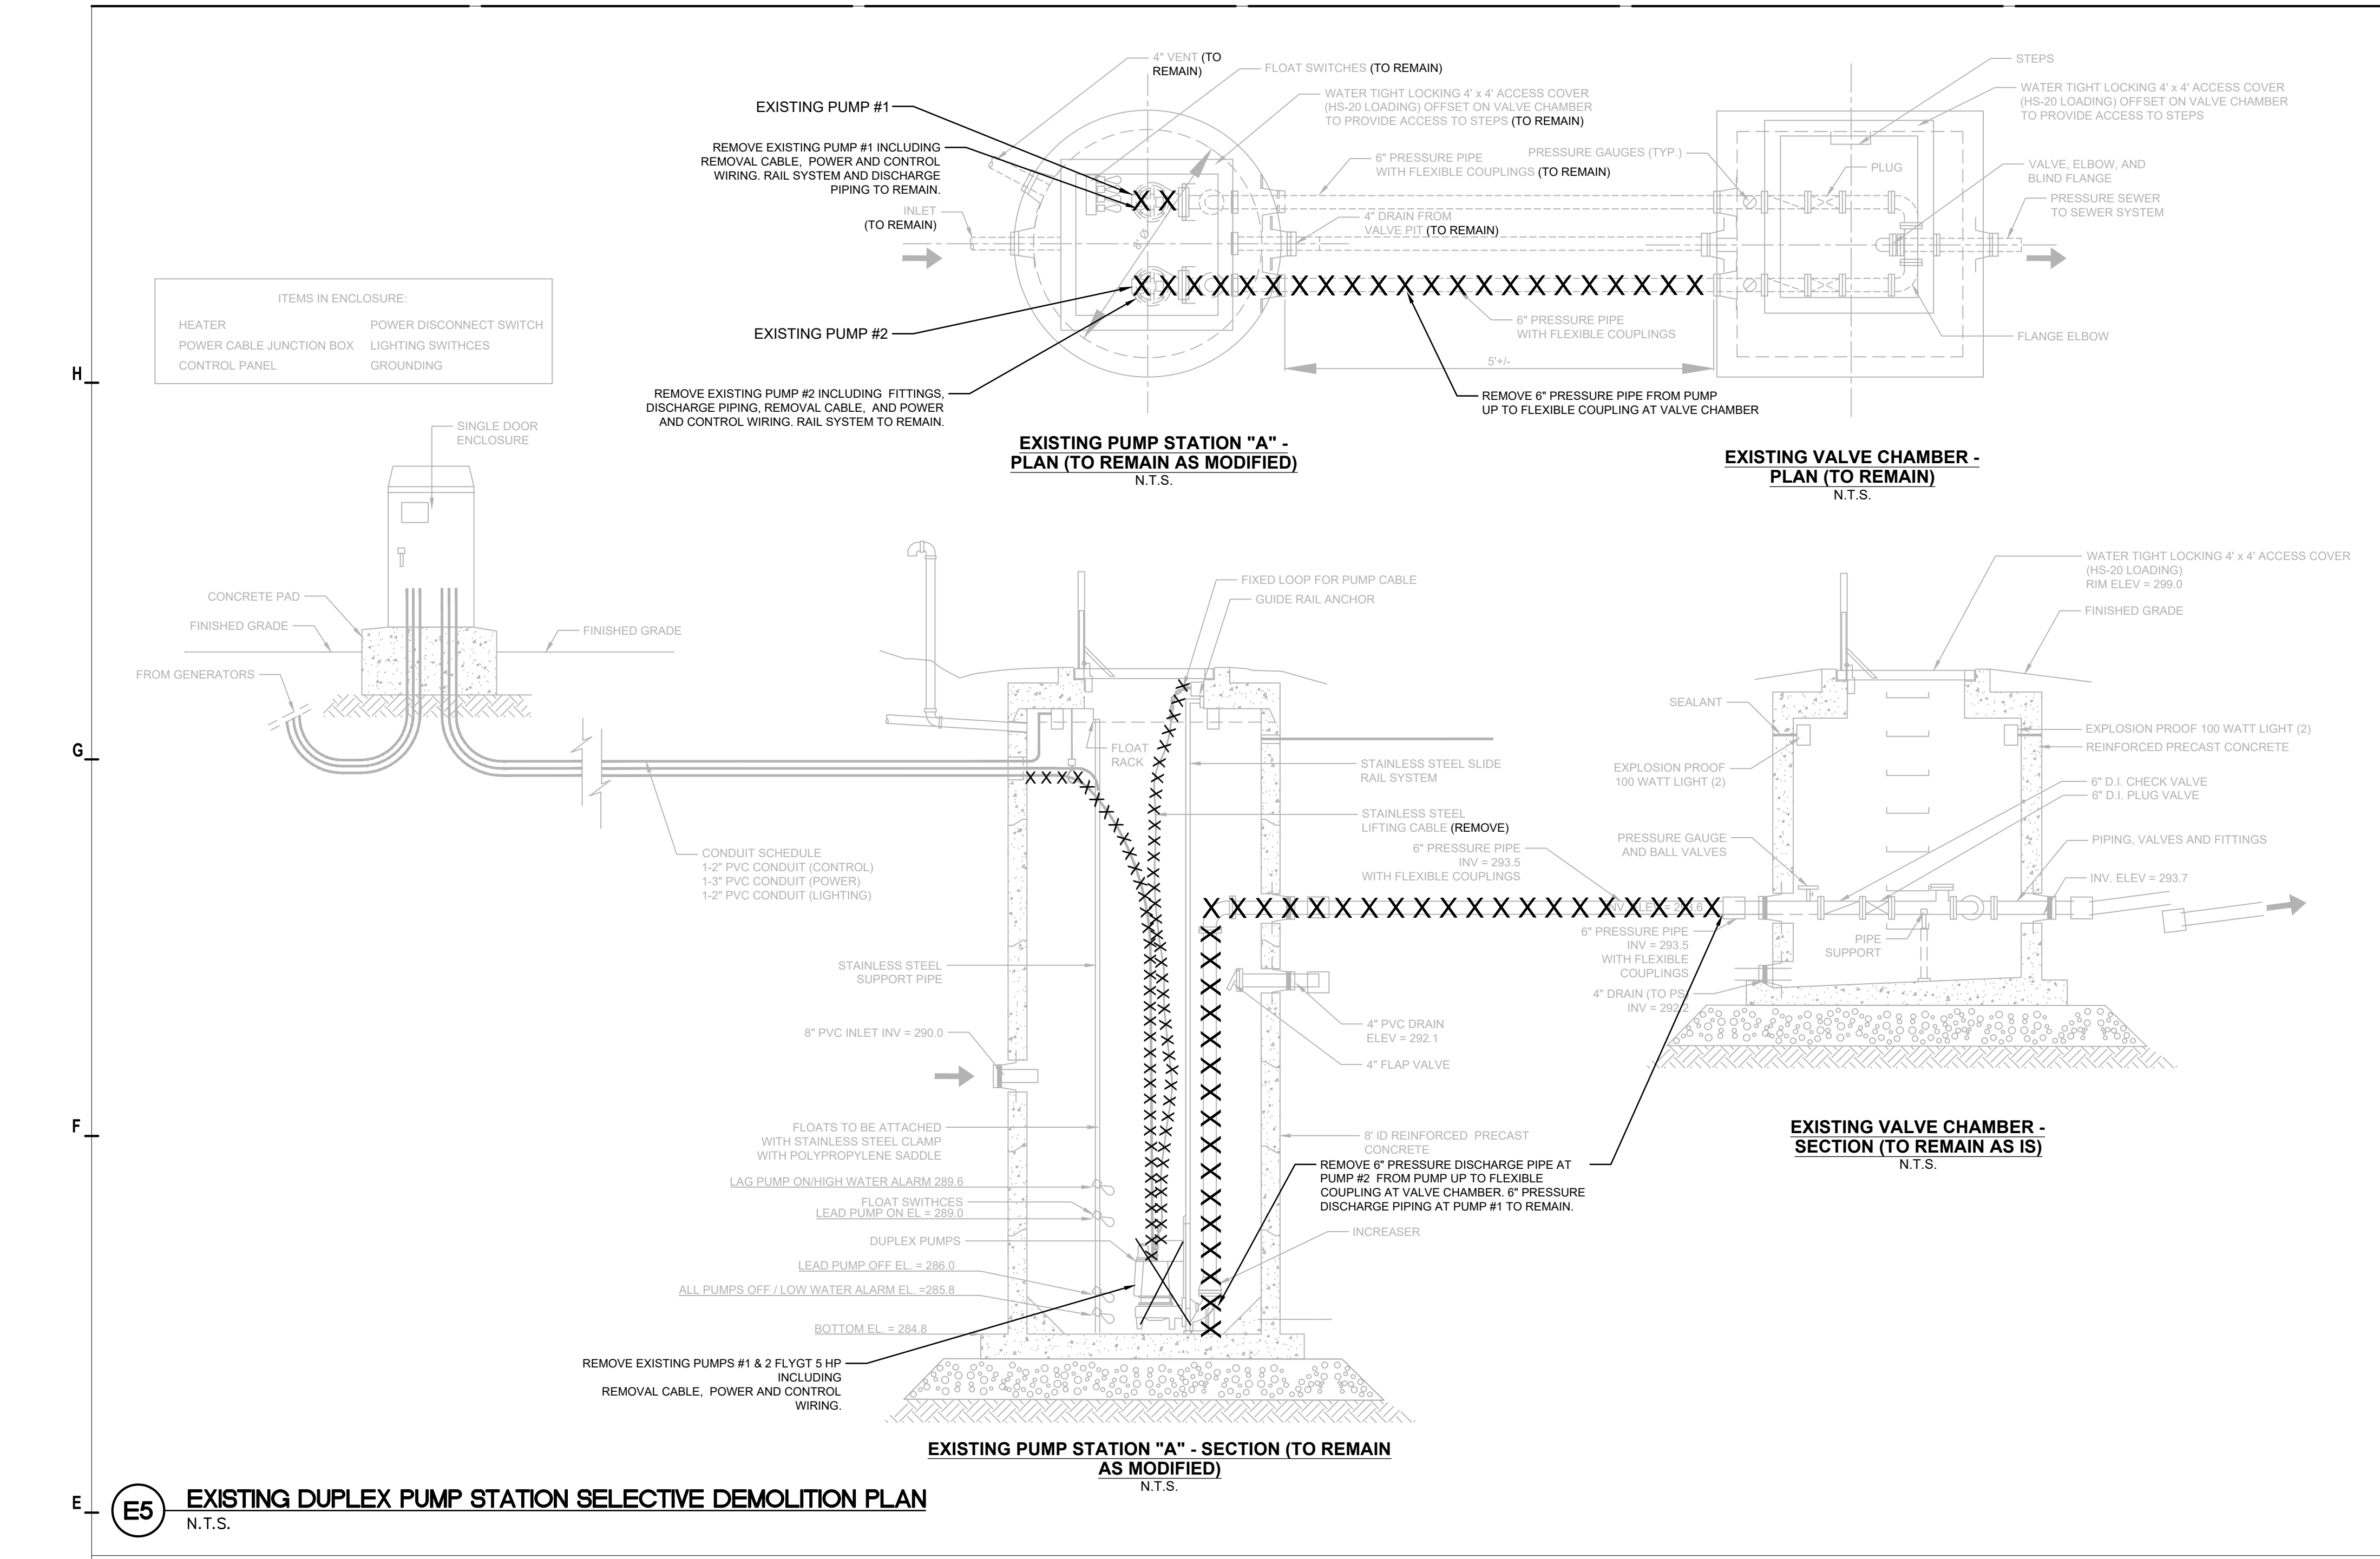 4" VENT (TO
REMAIN)
FLOAT SWITCHES (TO REMAIN)
WATER TIGHT LOCKING 4' x 4' ACCESS COVER
(HS-20 LOADING) OFFSET ON VALVE CHAMBER
TO PROVIDE ACCESS TO STEPS (TO REMAIN)
EXISTING PUMP #1
REMOVE EXISTING PUMP #1 INCLUDING
REMOVAL CABLE, POWER AND CONTROL
WIRING. RAIL SYSTEM AND DISCHARGE
PIPING TO REMAIN.
INLET
(TO REMAIN)
8' Ø
6" PRESSURE PIPE
WITH FLEXIBLE COUPLINGS (TO REMAIN)
4" DRAIN FROM
VALVE PIT (TO REMAIN)
PRESSURE GAUGES (TYP.)
STEPS
WATER TIGHT LOCKING 4' x 4' ACCESS COVER
(HS-20 LOADING) OFFSET ON VALVE CHAMBER
TO PROVIDE ACCESS TO STEPS
PLUG
VALVE, ELBOW, AND
BLIND FLANGE
PRESSURE SEWER
TO SEWER SYSTEM
FLANGE ELBOW
EXISTING PUMP #2
6" PRESSURE PIPE
WITH FLEXIBLE COUPLINGS
5'+/-
REMOVE EXISTING PUMP #2 INCLUDING FITTINGS,
DISCHARGE PIPING, REMOVAL CABLE, AND POWER
AND CONTROL WIRING. RAIL SYSTEM TO REMAIN.
REMOVE 6" PRESSURE PIPE FROM PUMP
UP TO FLEXIBLE COUPLING AT VALVE CHAMBER
EXISTING PUMP STATION "A" -
PLAN (TO REMAIN AS MODIFIED)
N.T.S.
EXISTING VALVE CHAMBER -
PLAN (TO REMAIN)
N.T.S.
ITEMS IN ENCLOSURE:
HEATER POWER DISCONNECT SWITCH
POWER CABLE JUNCTION BOX LIGHTING SWITHCES
CONTROL PANEL GROUNDING
H
SINGLE DOOR
ENCLOSURE
CONCRETE PAD
FINISHED GRADE
FINISHED GRADE
FROM GENERATORS
G
CONDUIT SCHEDULE
1-2" PVC CONDUIT (CONTROL)
1-3" PVC CONDUIT (POWER)
1-2" PVC CONDUIT (LIGHTING)
FIXED LOOP FOR PUMP CABLE
GUIDE RAIL ANCHOR
FLOAT
RACK
STAINLESS STEEL SLIDE
RAIL SYSTEM
STAINLESS STEEL
LIFTING CABLE (REMOVE)
6" PRESSURE PIPE
INV = 293.5
WITH FLEXIBLE COUPLINGS
STAINLESS STEEL
SUPPORT PIPE
8" PVC INLET INV = 290.0
4" PVC DRAIN
ELEV = 292.1
4" FLAP VALVE
FLOATS TO BE ATTACHED
WITH STAINLESS STEEL CLAMP
WITH POLYPROPYLENE SADDLE
8' ID REINFORCED PRECAST
CONCRETE
REMOVE 6" PRESSURE DISCHARGE PIPE AT
PUMP #2 FROM PUMP UP TO FLEXIBLE
COUPLING AT VALVE CHAMBER. 6" PRESSURE
DISCHARGE PIPING AT PUMP #1 TO REMAIN.
LAG PUMP ON/HIGH WATER ALARM 289.6
FLOAT SWITHCES
LEAD PUMP ON EL = 289.0
DUPLEX PUMPS
INCREASER
LEAD PUMP OFF EL. = 286.0
ALL PUMPS OFF / LOW WATER ALARM EL. =285.8
BOTTOM EL. = 284.8
REMOVE EXISTING PUMPS #1 & 2 FLYGT 5 HP
INCLUDING
REMOVAL CABLE, POWER AND CONTROL
WIRING.
EXISTING PUMP STATION "A" - SECTION (TO REMAIN
AS MODIFIED)
N.T.S.
WATER TIGHT LOCKING 4' x 4' ACCESS COVER
(HS-20 LOADING)
RIM ELEV = 299.0
FINISHED GRADE
SEALANT
EXPLOSION PROOF 100 WATT LIGHT (2)
REINFORCED PRECAST CONCRETE
EXPLOSION PROOF
100 WATT LIGHT (2)
6" D.I. CHECK VALVE
6" D.I. PLUG VALVE
PRESSURE GAUGE
AND BALL VALVES
PIPING, VALVES AND FITTINGS
INV. ELEV = 293.7
6" PRESSURE PIPE
INV = 293.5
WITH FLEXIBLE
COUPLINGS
PIPE
SUPPORT
4" DRAIN (TO PS)
INV = 292.2
EXISTING VALVE CHAMBER -
SECTION (TO REMAIN AS IS)
N.T.S.
F
E
E5
EXISTING DUPLEX PUMP STATION SELECTIVE DEMOLITION PLAN
N.T.S.